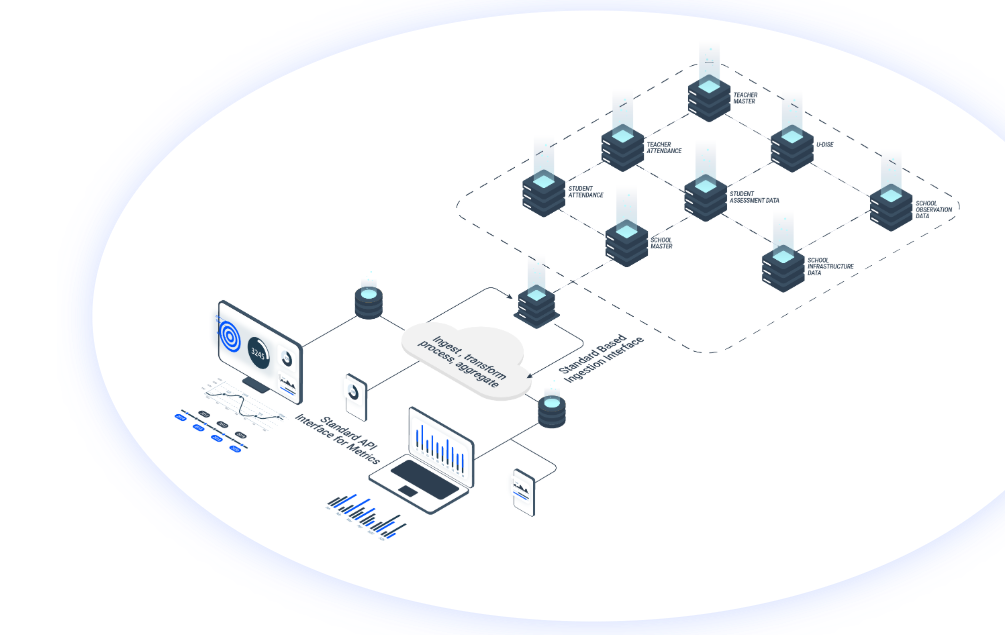 TEACHER
MASTER
TEACHER
ATTENDANCE
U-DISE
STUDENT
ATTENDANCE
STUDENT
ASSESSMENT DATA
SCHOOL
OBSERVATION
DATA
SCHOOL
MASTER
SCHOOL
INFRASTRUCTURE
DATA
Ingest, transform
process, aggregate
Standard Based
Ingestion Interface
3245
Standard API
Interface for Metrics